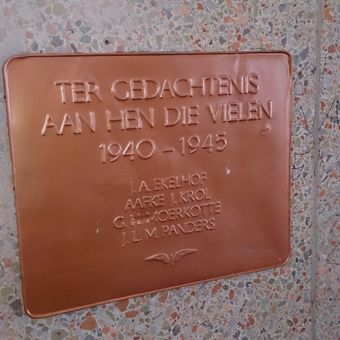 TER GEDACHTENIS
AAN HEN DIE VIELEN
1940-1945
J.A. EKELHOF
AAFKE J. KROL
G.H. MOERKOTTE
J.L.M. PANDERS